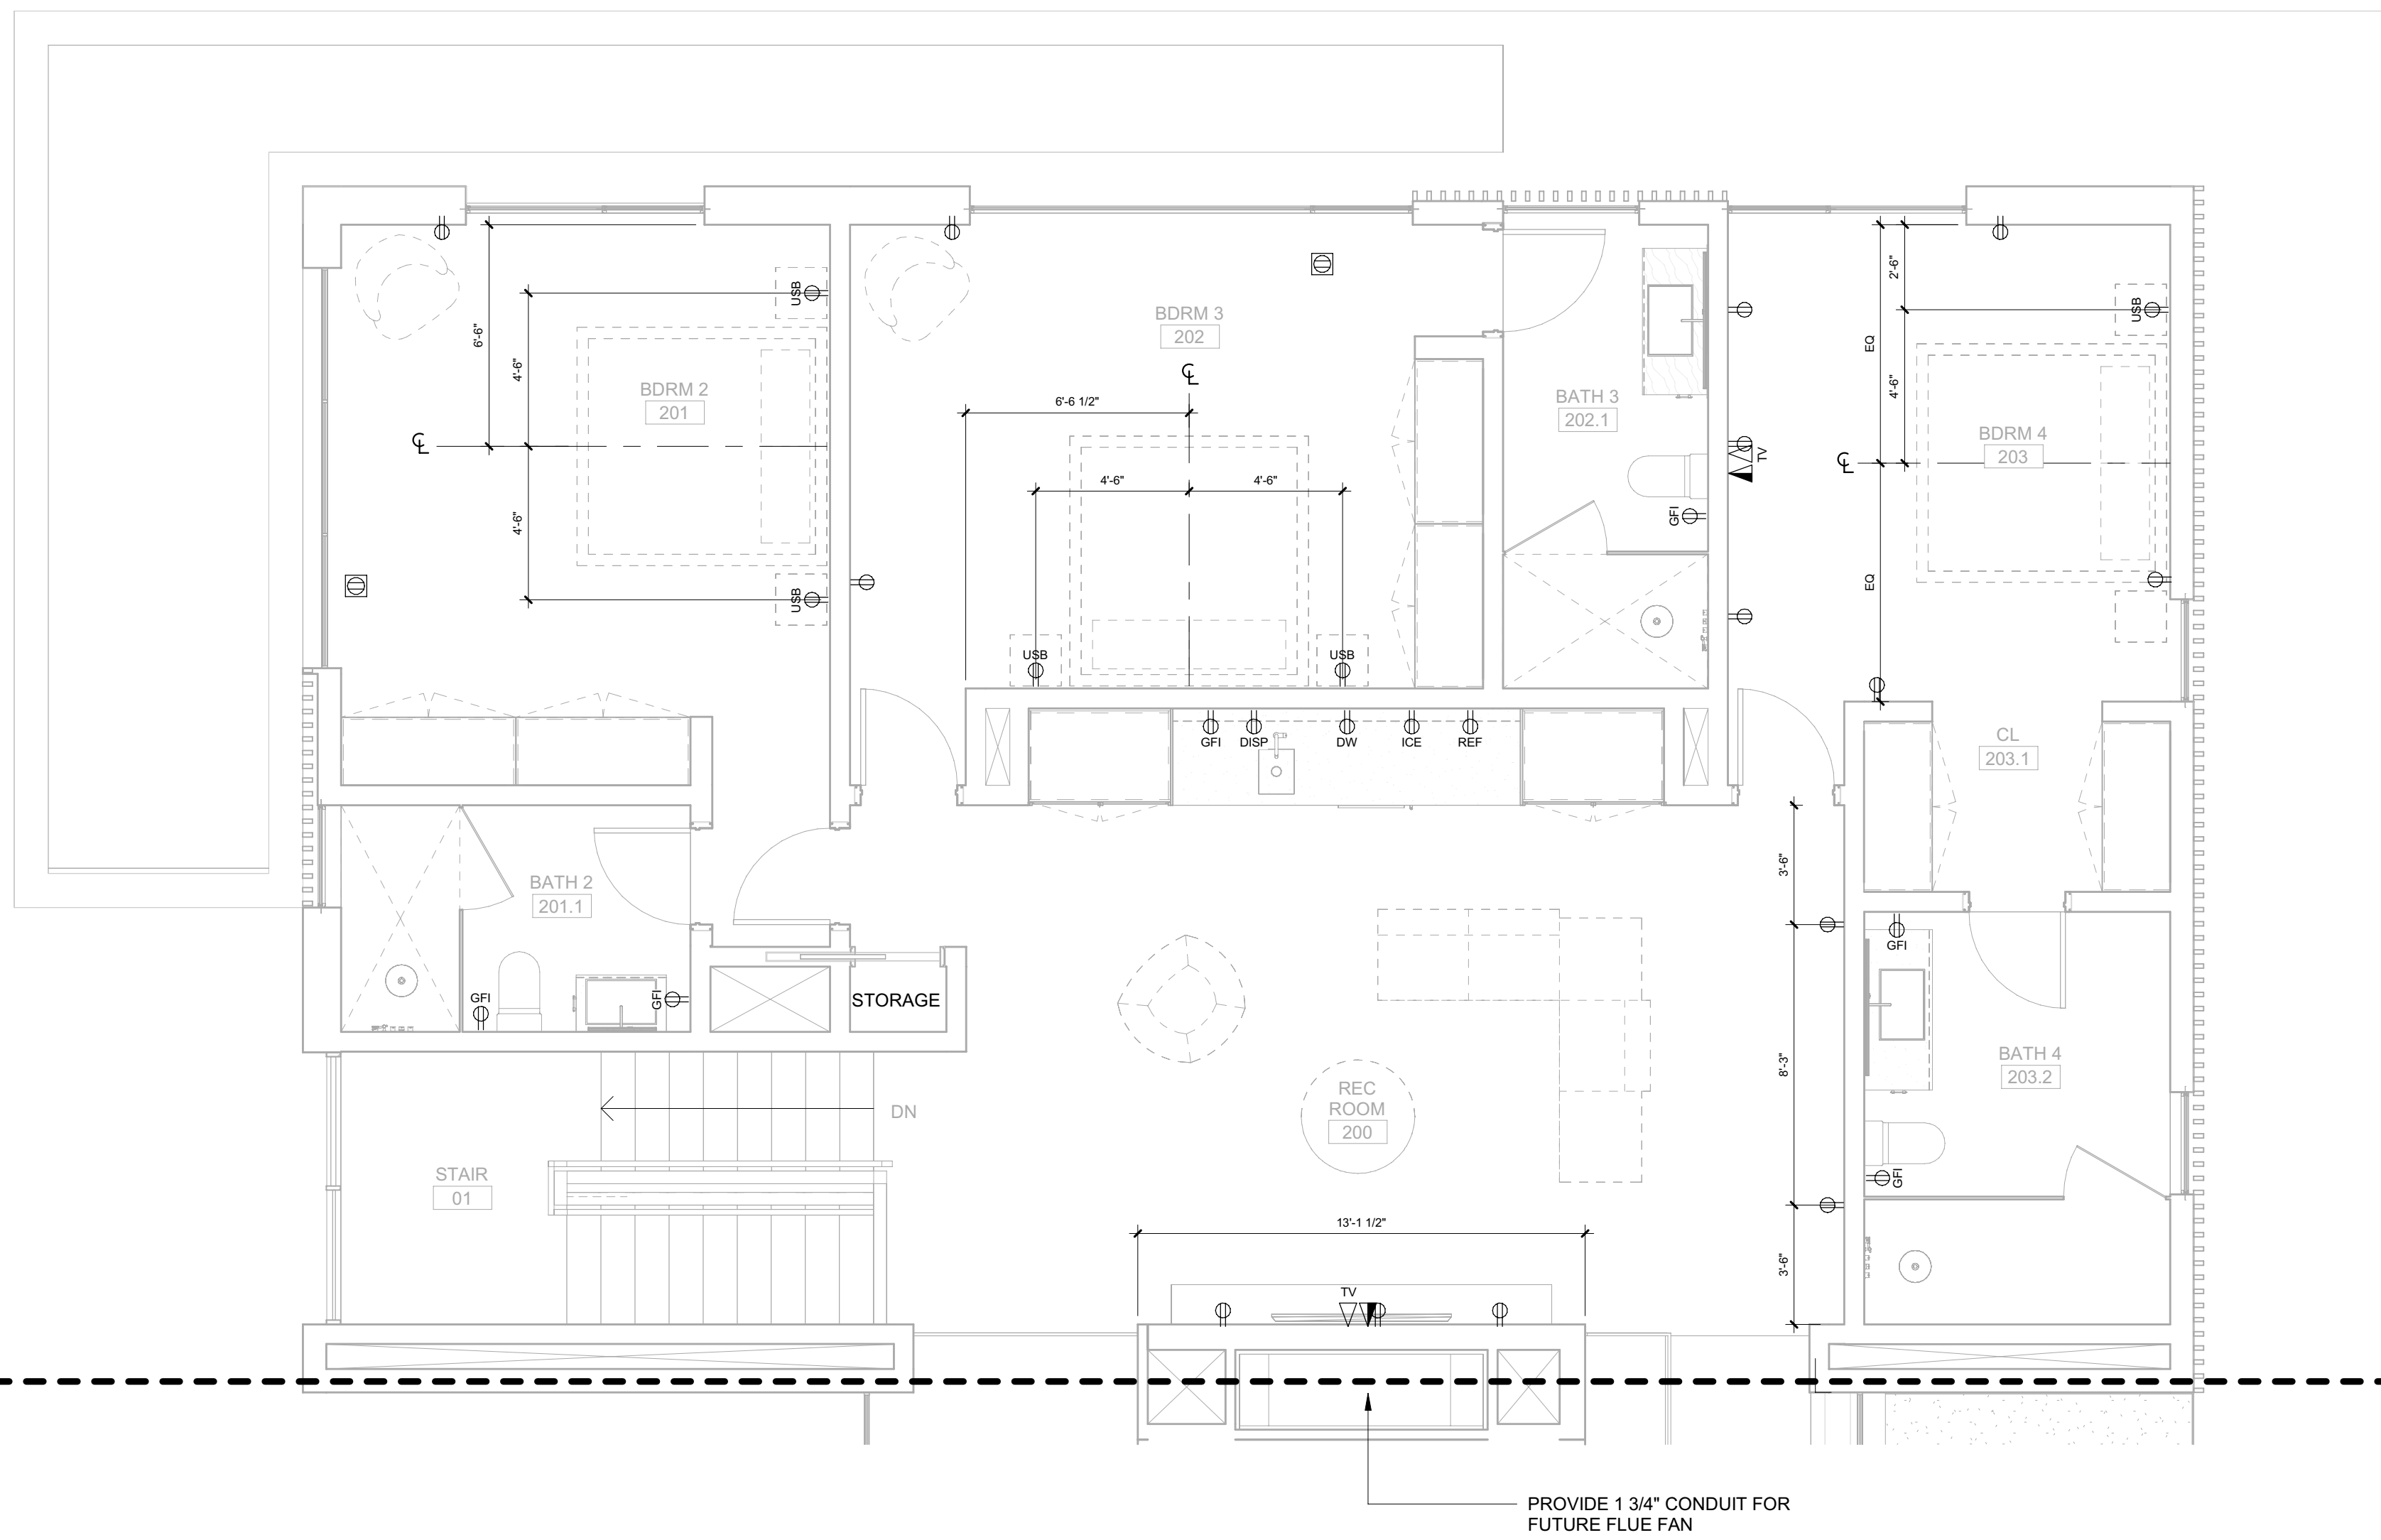 USB
2'-6"
USB
BDRM 3
202
6'-6"
4'-6"
EQ
BDRM 2
201
CL
6'-6 1/2"
BATH 3
202.1
4'-6"
BDRM 4
203
CL
TV
CL
4'-6"
4'-6"
4'-6"
GFI
EQ
USB
USB
USB
GFI
DISP
DW
ICE
REF
CL
203.1
3'-6"
BATH 2
201.1
GFI
GFI
GFI
STORAGE
BATH 4
203.2
8'-3"
REC
ROOM
200
DN
STAIR
01
GFI
13'-1 1/2"
3'-6"
TV
PROVIDE 1 3/4" CONDUIT FOR
FUTURE FLUE FAN